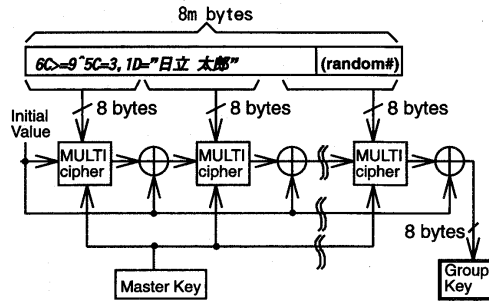 8m bytes
6C>=9^5C=3,1D="日立 太郎" (random#)
Initial Value
8 bytes
8 bytes
8 bytes
MULTI cipher
MULTI cipher
MULTI cipher
8 bytes
Master Key
Group Key